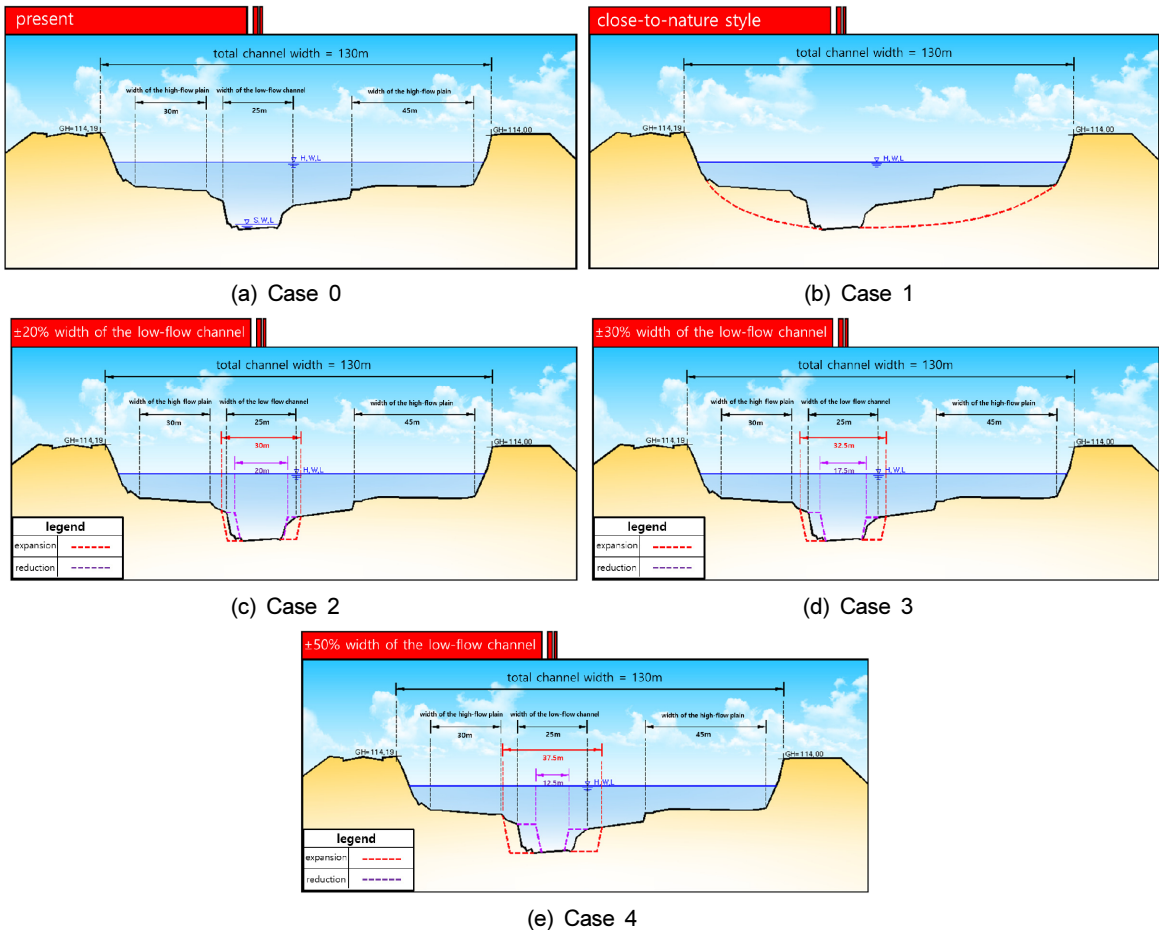 present
total channel width = 130m
width of the high-flow plain
width of the low-flow channel
width of the high-flow plain
30m
25m
45m
GH=114,19
GH=114,00
H,W,L
S,W,L
(a) Case 0
close-to-nature style
total channel width = 130m
GH=114,19
GH=114,00
H,W,L
(b) Case 1
±20% width of the low-flow channel
total channel width = 130m
width of the high-flow plain
width of the low-flow channel
width of the high-flow plain
30m
25m
45m
30m
GH=114,19
GH=114,00
20m
H,W,L
legend
expansion
reduction
(c) Case 2
±30% width of the low-flow channel
total channel width = 130m
width of the high-flow plain
width of the low-flow channel
width of the high-flow plain
30m
25m
45m
32.5m
GH=114,19
GH=114,00
17.5m
H,W,L
legend
expansion
reduction
(d) Case 3
±50% width of the low-flow channel
total channel width = 130m
width of the high-flow plain
width of the low-flow channel
width of the high-flow plain
30m
25m
45m
37.5m
GH=114,19
GH=114,00
12.5m
H,W,L
legend
expansion
reduction
(e) Case 4